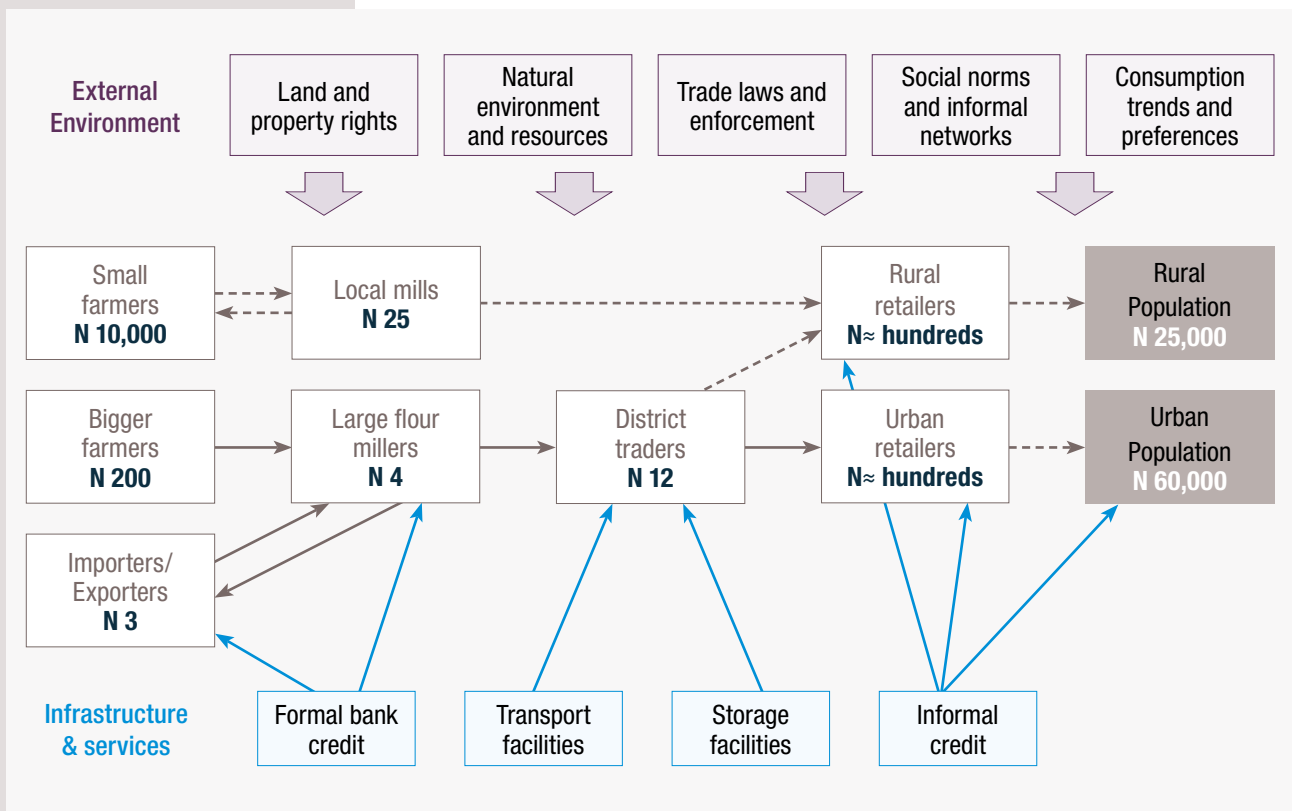 External
Environment
Land and
property rights
Natural
environment
and resources
Trade laws and
enforcement
Social norms
and informal
networks
Consumption
trends and
preferences
Small
farmers
N 10,000
Local mills
N 25
Rural
retailers
N≈ hundreds
Rural
Population
N 25,000
Bigger
farmers
N 200
Large flour
millers
N 4
District
traders
N 12
Urban
retailers
N≈ hundreds
Urban
Population
N 60,000
Importers/
Exporters
N 3
Infrastructure
& services
Formal bank
credit
Transport
facilities
Storage
facilities
Informal
credit